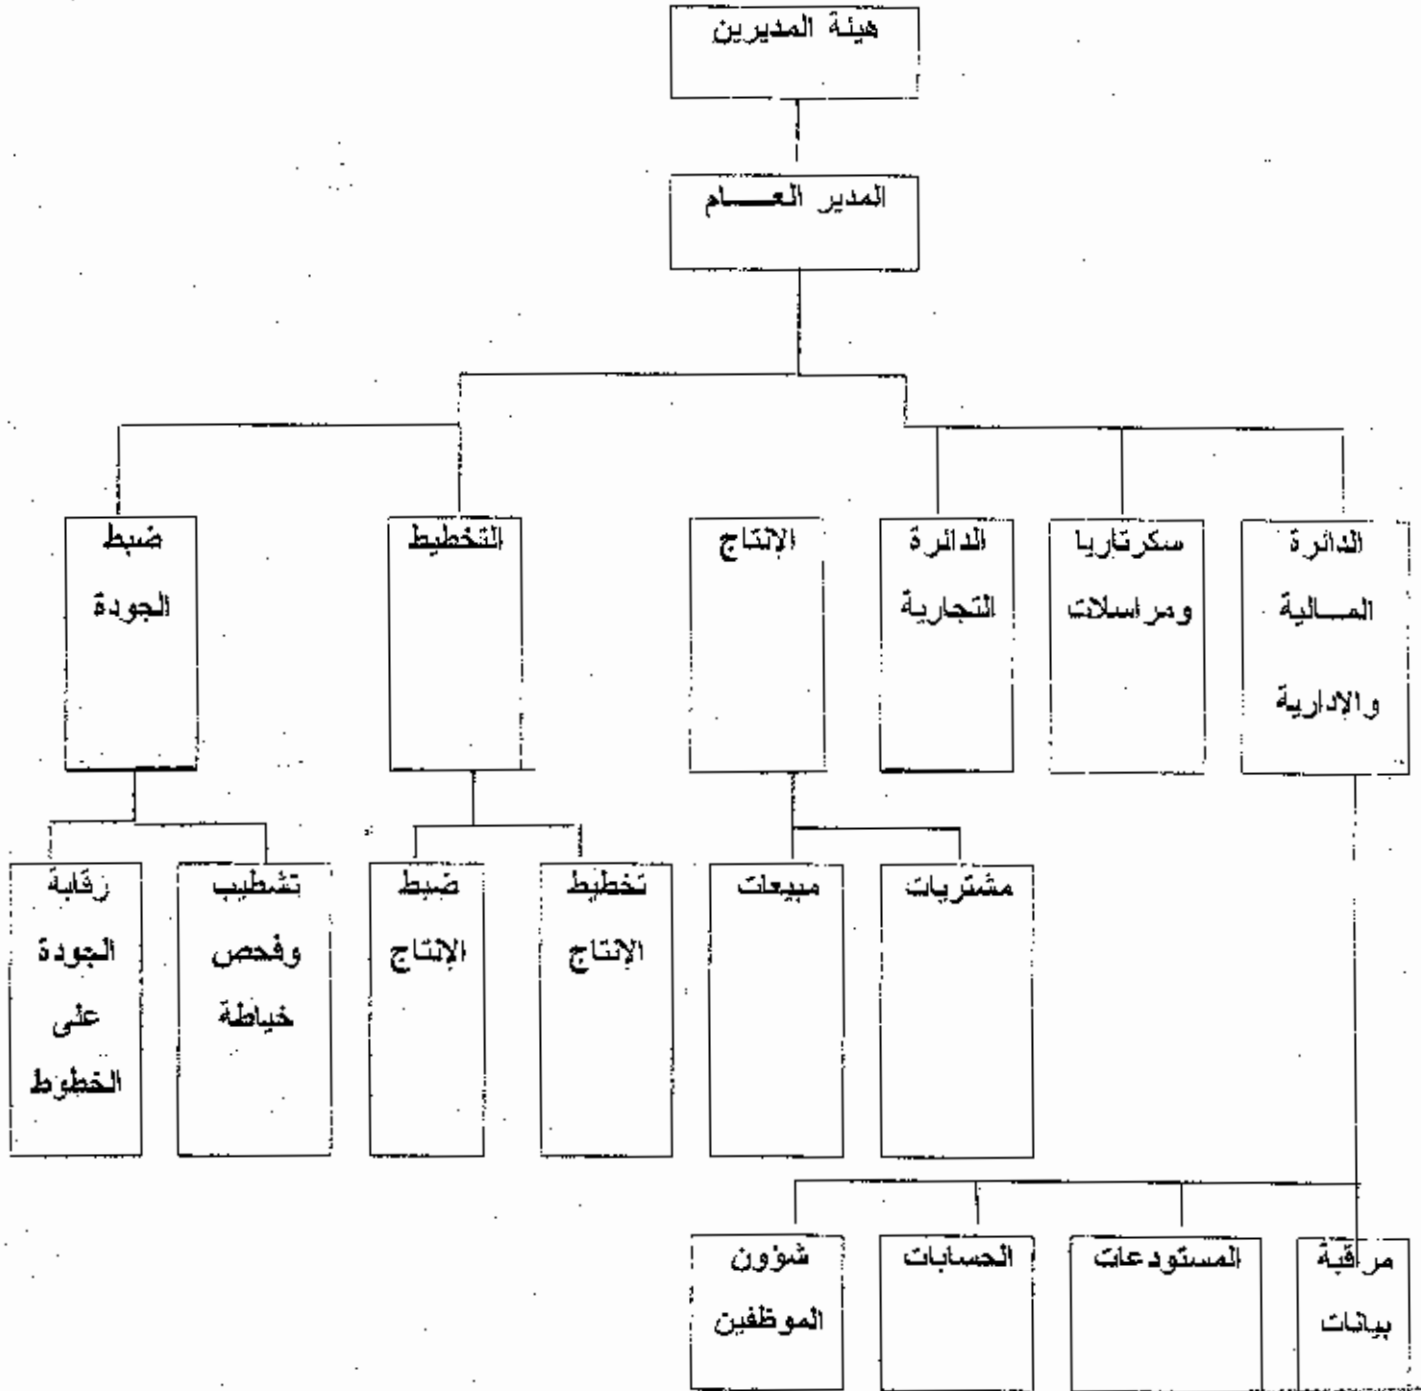 هيئة المديرين
المدير العـــام
الدائرة
المـالية
والإدارية
سكرتاريا
ومراسلات
الدائرة
التجارية
الإنتاج
التخطيط
ضبط
الجودة
مشتريات
مبيعات
تخطيط
الإنتاج
ضبط
الإنتاج
تشطيب
وفحص
خياطة
رقابة
الجودة
على
الخطوط
مراقبة
بيانات
المستودعات
الحسابات
شؤون
الموظفين